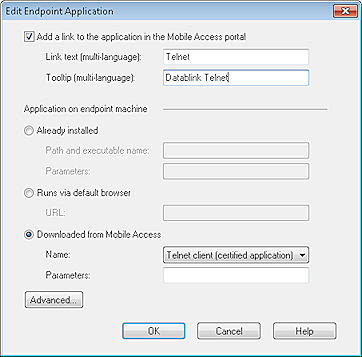 Edit Endpoint Application
Add a link to the application in the Mobile Access portal
Link text (multi-language): Telnet
Tooltip (multi-language): Datablink Telnet
Application on endpoint machine
Already installed
Path and executable name:
Parameters:
Runs via default browser
URL:
Downloaded from Mobile Access
Name: Telnet client (certified application)
Parameters:
Advanced...
OK Cancel Help